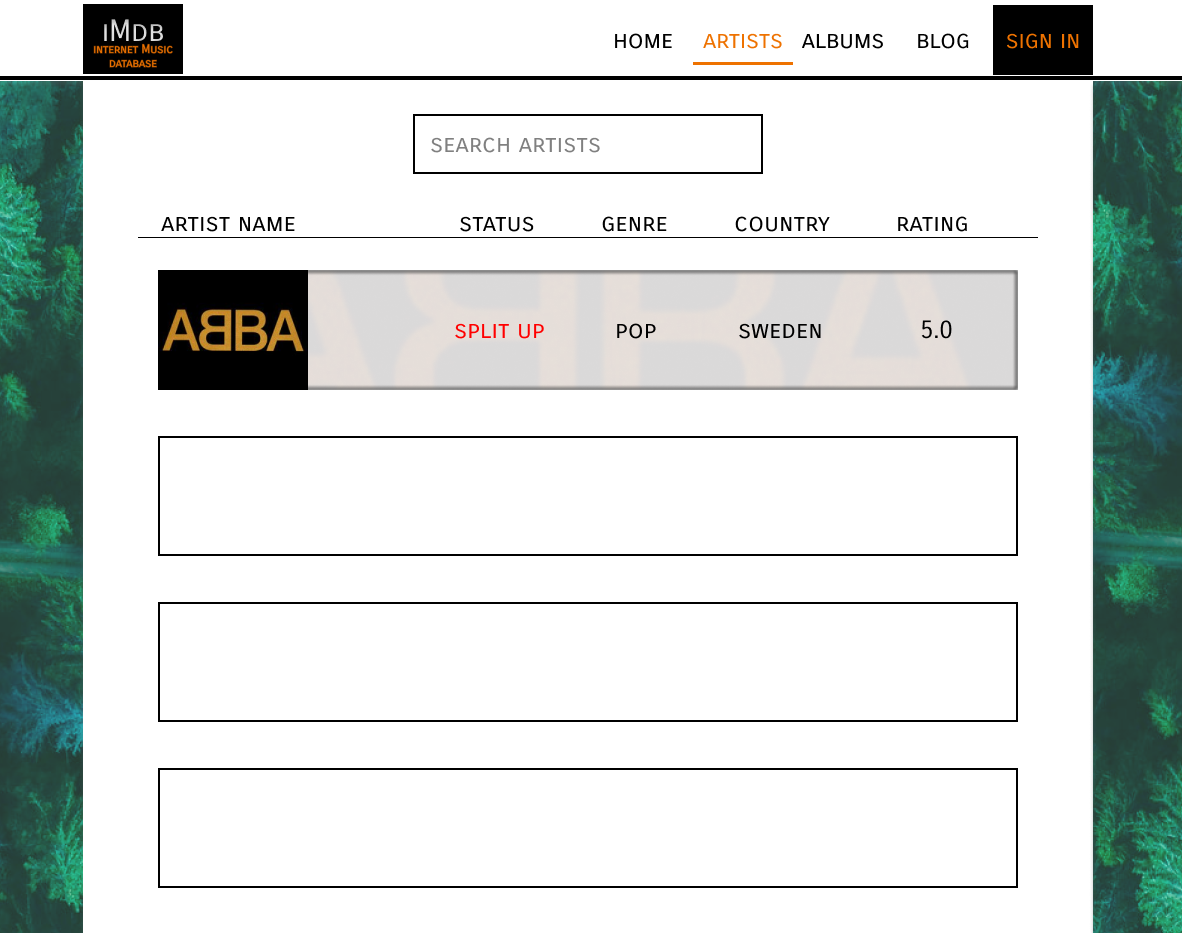 iMDB
INTERNET MUSIC
DATABASE
HOME ARTISTS ALBUMS BLOG SIGN IN
SEARCH ARTISTS
ARTIST NAME STATUS GENRE COUNTRY RATING
ABBA SPLIT UP POP SWEDEN 5.0
ABBA